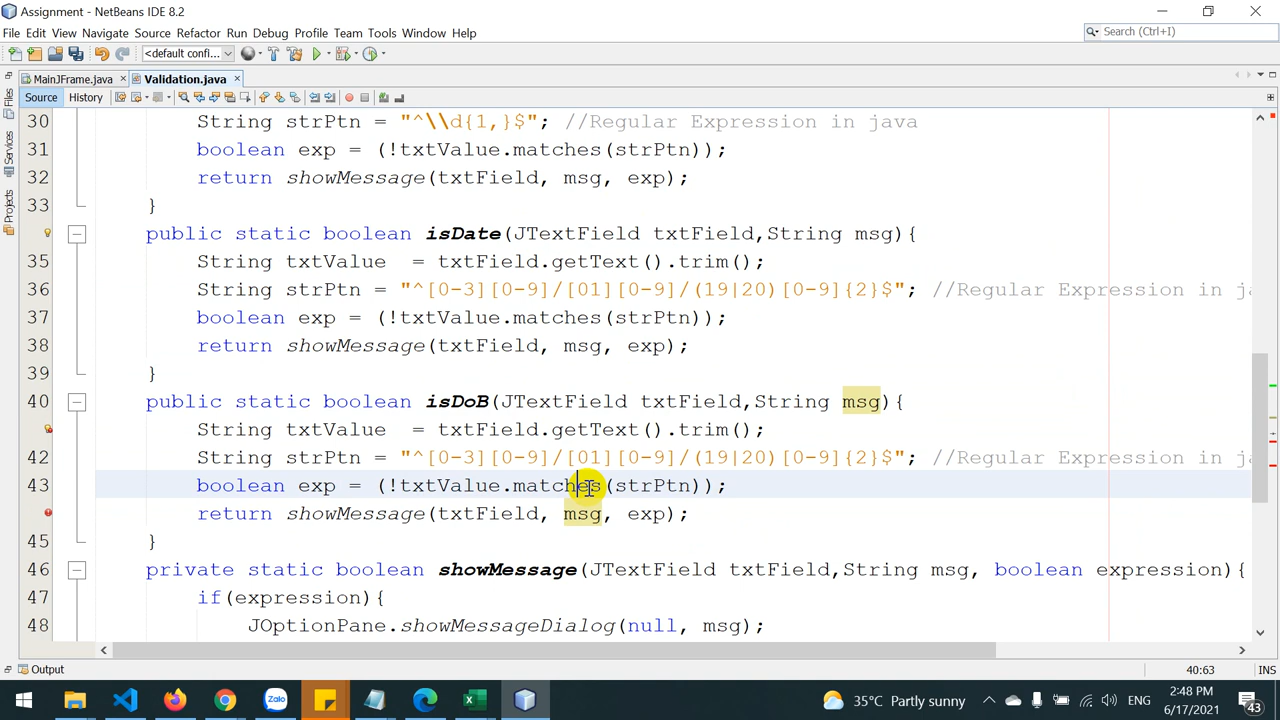 Assignment - NetBeans IDE 8.2
File Edit View Navigate Source Refactor Run Debug Profile Team Tools Window Help
Search (Ctrl+I)
<default confi...
MainJFrame.java Validation.java
Source History
Files
Services
Projects
30 String strPtn = "^\\d{1,}$"; //Regular Expression in java
31 boolean exp = (!txtValue.matches(strPtn));
32 return showMessage(txtField, msg, exp);
33 }
public static boolean isDate(JTextField txtField,String msg){
35 String txtValue  = txtField.getText().trim();
36 String strPtn = "^[0-3][0-9]/[01][0-9]/(19|20)[0-9]{2}$"; //Regular Expression in ja
37 boolean exp = (!txtValue.matches(strPtn));
38 return showMessage(txtField, msg, exp);
39 }
40 public static boolean isDoB(JTextField txtField,String msg){
String txtValue  = txtField.getText().trim();
42 String strPtn = "^[0-3][0-9]/[01][0-9]/(19|20)[0-9]{2}$"; //Regular Expression in ja
43 boolean exp = (!txtValue.matches(strPtn));
return showMessage(txtField, msg, exp);
45 }
46 private static boolean showMessage(JTextField txtField,String msg, boolean expression){
47 if(expression){
48 JOptionPane.showMessageDialog(null, msg);
Output
40:63 INS
Zalo
35°C Partly sunny
ENG
2:48 PM
6/17/2021
43